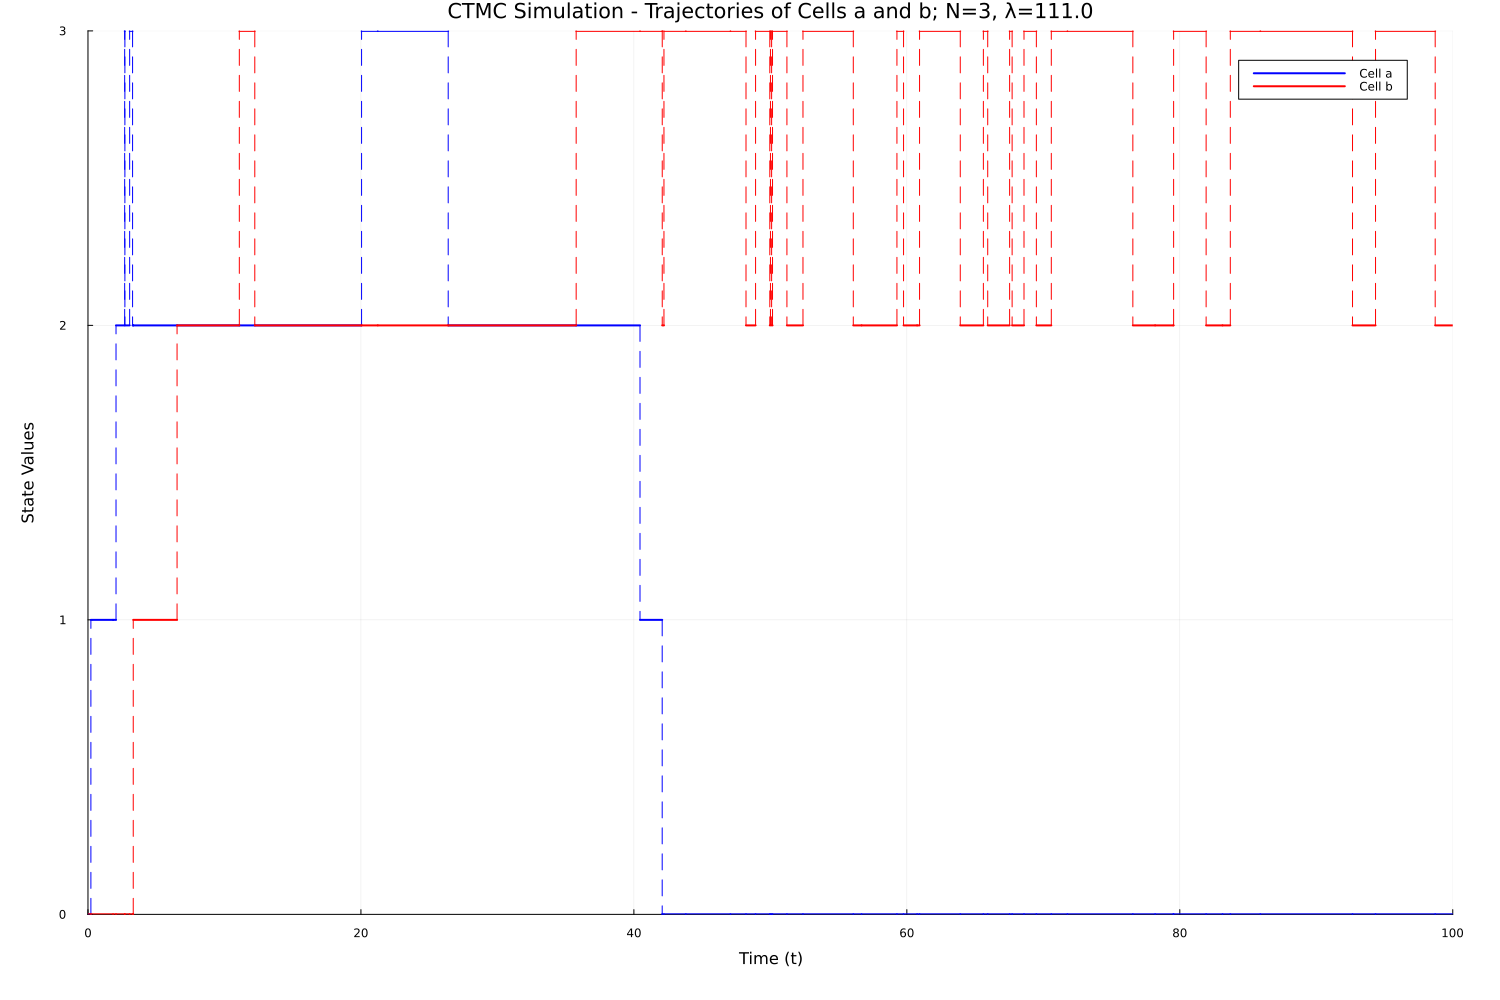 CTMC Simulation - Trajectories of Cells a and b; N=3, λ=111.0
3
Cell a
Cell b
2
State Values
1
0
0 20 40 60 80 100
Time (t)